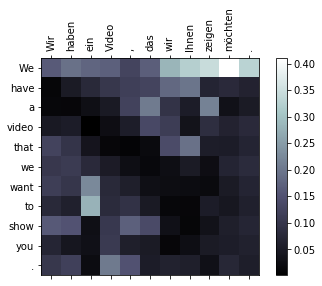 Wir haben ein Video , das wir Ihnen zeigen möchten .
We
have
a
video
that
we
want
to
show
you
.
0.40
0.35
0.30
0.25
0.20
0.15
0.10
0.05